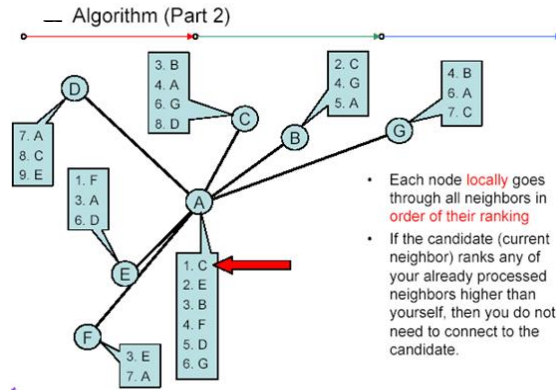 Algorithm (Part 2)
3. B
4. A
6. G
8. D
2. C
4. G
5. A
4. B
6. A
7. C
D
C
B
G
7. A
8. C
9. E
1. F
3. A
6. D
A
E
1. C
2. E
3. B
4. F
5. D
6. G
F
3. E
7. A
• Each node locally goes
through all neighbors in
order of their ranking
• If the candidate (current
neighbor) ranks any of
your already processed
neighbors higher than
yourself, then you do not
need to connect to the
candidate.